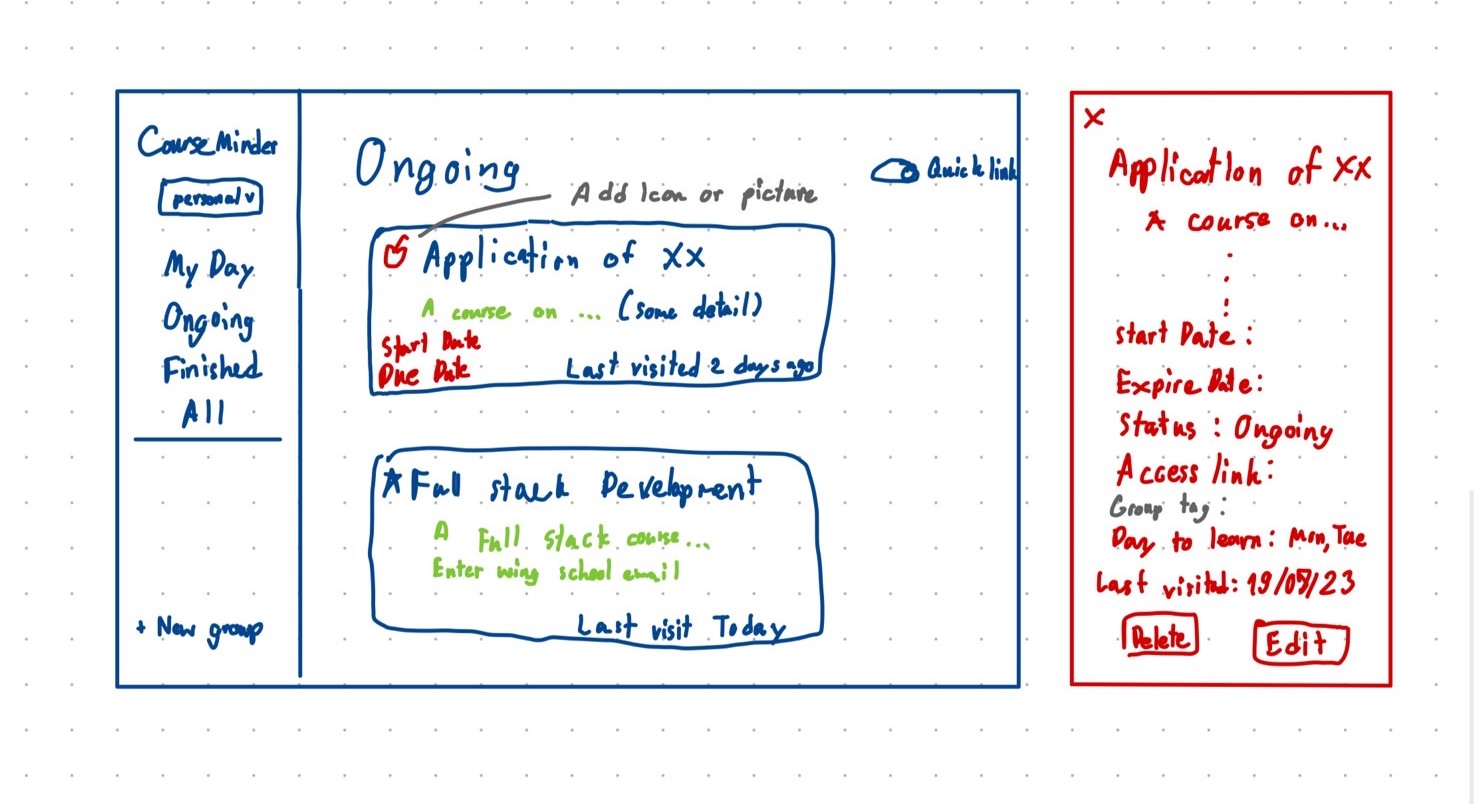 CourseMinder
personal v
My Day
Ongoing
Finished
All
+ New group
Ongoing
Quick link
Add Icon or picture
Application of XX
A course on ... (some detail)
Start Date
Due Date
Last visited 2 days ago
Full stack Development
A Full stack course...
Enter using school email
Last visit Today
X
Application of XX
A course on...
Start Date:
Expire Date:
Status: Ongoing
Access link:
Group tag:
Day to learn: Mon, Tue
Last visited: 19/05/23
Delete
Edit